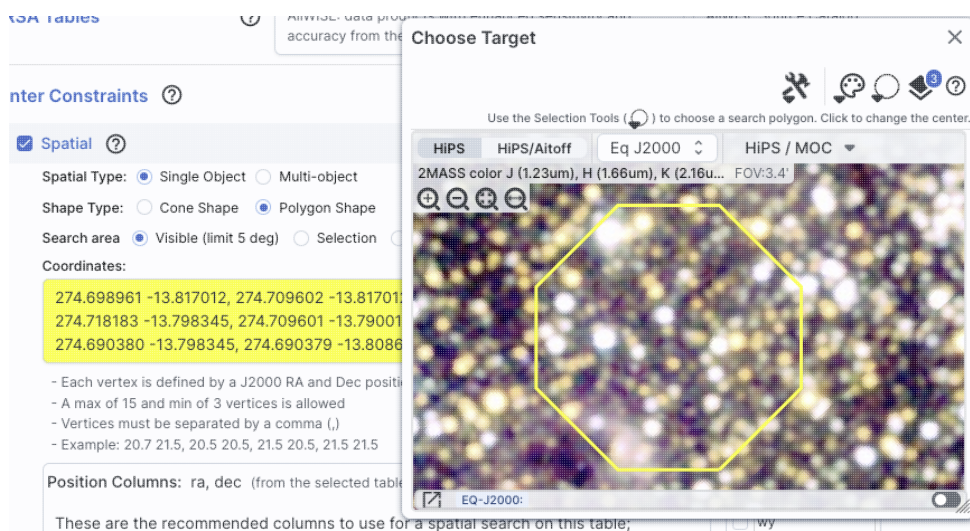 RSA Tables
AllWISE: data products with enhanced sensitivity and
accuracy from the
Choose Target
nter Constraints
3
Use the Selection Tools ( ) to choose a search polygon. Click to change the center.
Spatial
HiPS
HiPS/Aitoff
Eq J2000
HiPS / MOC
Spatial Type:
Single Object
Multi-object
2MASS color J (1.23um), H (1.66um), K (2.16u...
FOV:3.4'
Shape Type:
Cone Shape
Polygon Shape
Search area
Visible (limit 5 deg)
Selection
Coordinates:
274.698961 -13.817012, 274.709602 -13.817012
274.718183 -13.798345, 274.709601 -13.79001
274.690380 -13.798345, 274.690379 -13.8086
- Each vertex is defined by a J2000 RA and Dec positi
- A max of 15 and min of 3 vertices is allowed
- Vertices must be separated by a comma (,)
- Example: 20.7 21.5, 20.5 20.5, 21.5 20.5, 21.5 21.5
Position Columns: ra, dec (from the selected table
EQ-J2000:
These are the recommended columns to use for a spatial search on this table;
wy